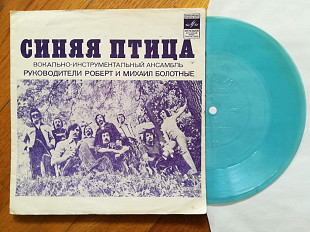 СИНЯЯ ПТИЦА
ВОКАЛЬНО-ИНСТРУМЕНТАЛЬНЫЙ АНСАМБЛЬ
РУКОВОДИТЕЛИ РОБЕРТ И МИХАИЛ БОЛОТНЫЕ